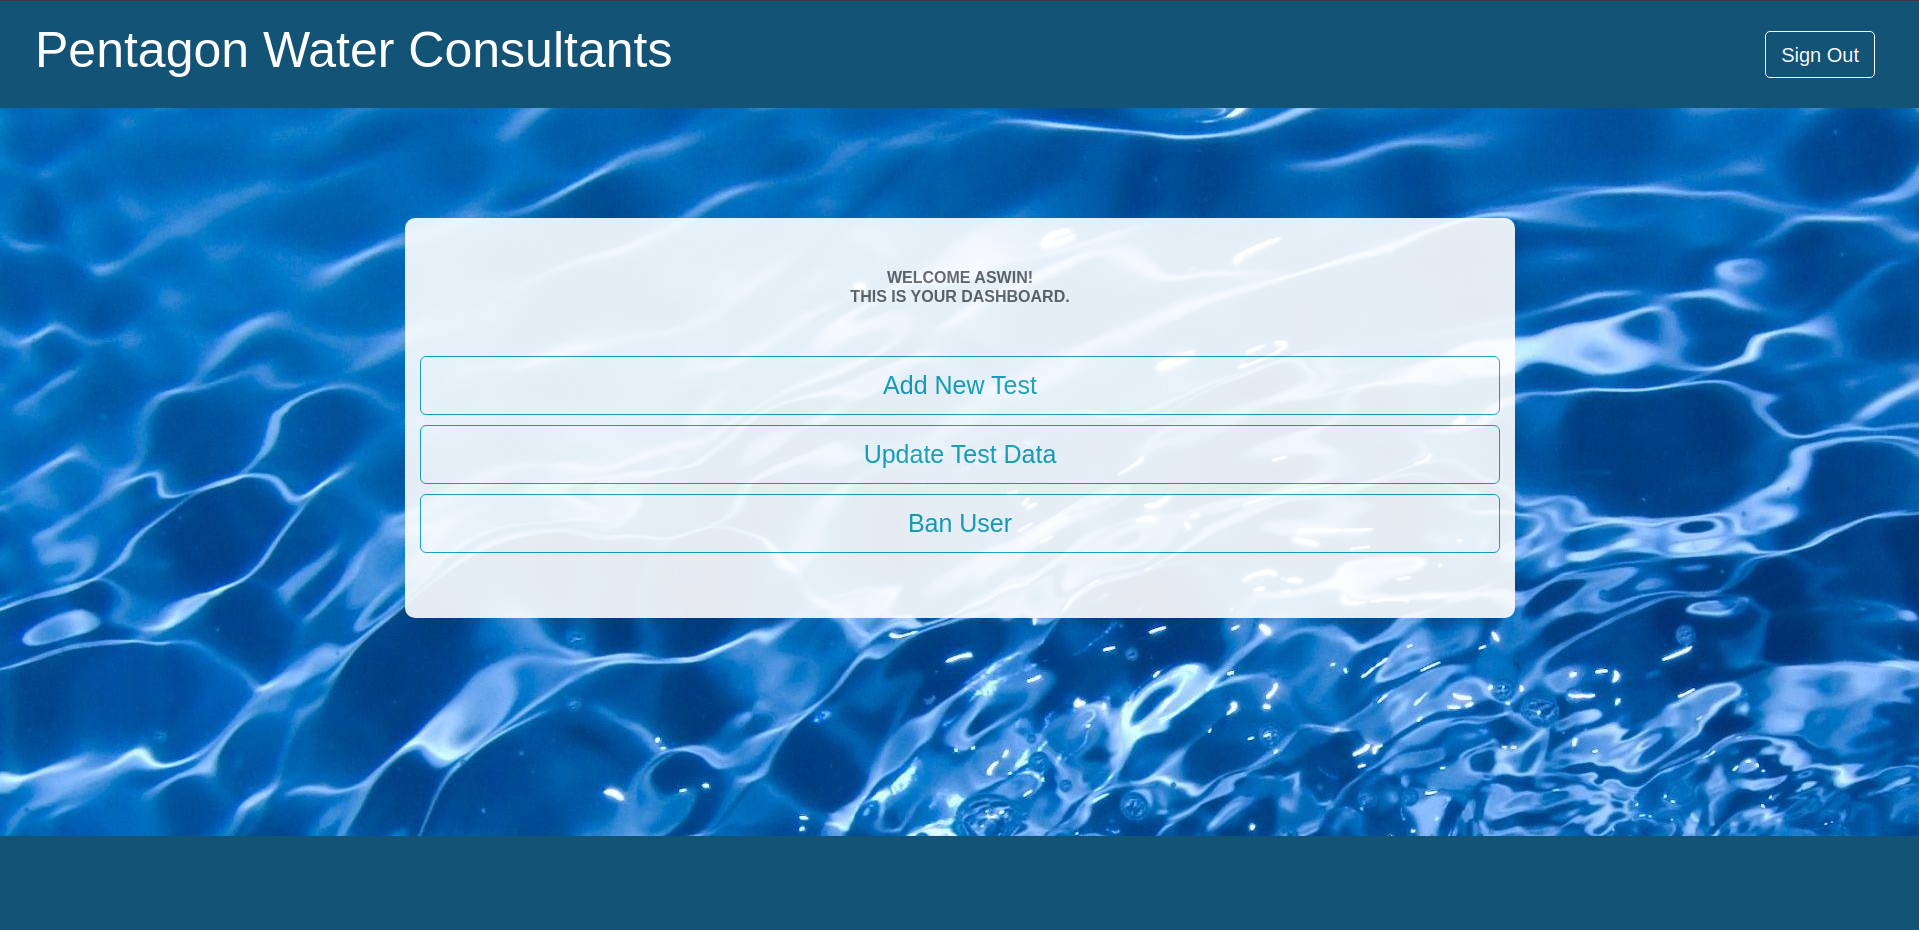 Pentagon Water Consultants
Sign Out
WELCOME ASWIN!
THIS IS YOUR DASHBOARD.
Add New Test
Update Test Data
Ban User